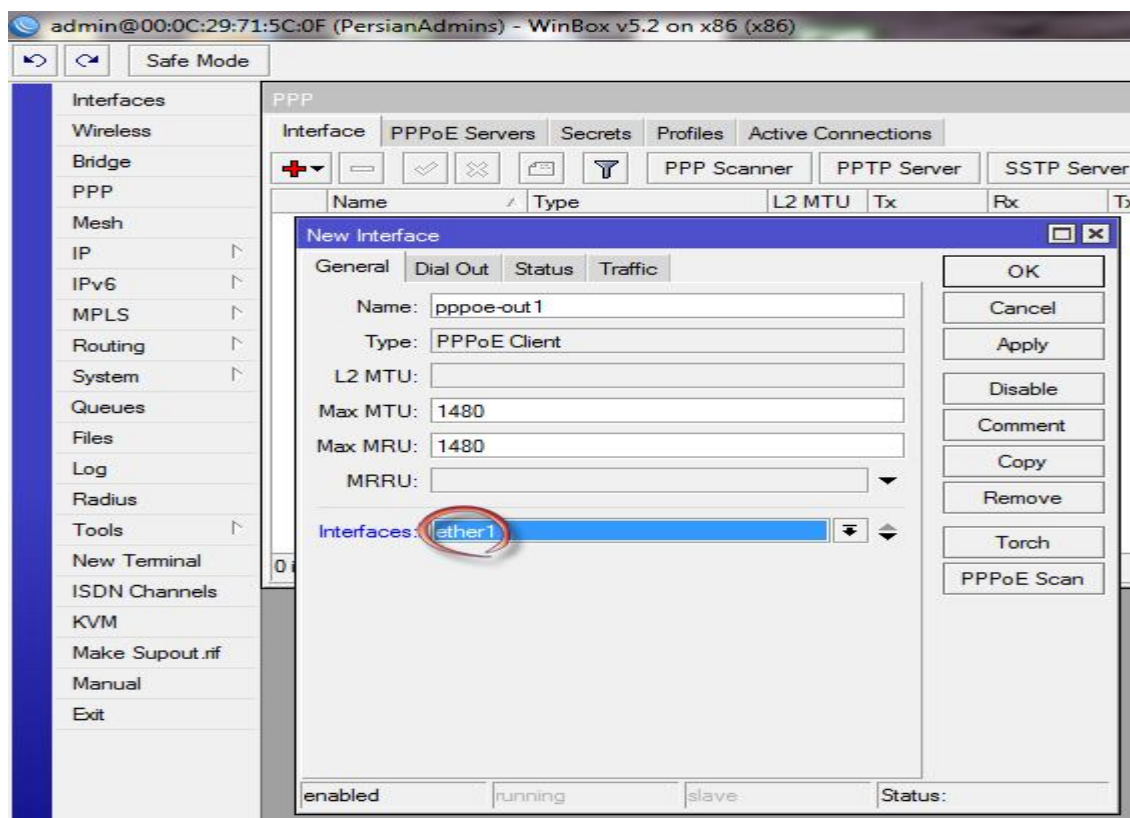 admin@00:0C:29:71:5C:0F (PersianAdmins) - WinBox v5.2 on x86 (x86)
Safe Mode
Interfaces
Wireless
Bridge
PPP
Mesh
IP
IPv6
MPLS
Routing
System
Queues
Files
Log
Radius
Tools
New Terminal
ISDN Channels
KVM
Make Supout.rif
Manual
Exit
PPP
Interface PPPoE Servers Secrets Profiles Active Connections
PPP Scanner PPTP Server SSTP Server
Name Type L2 MTU Tx Rx
New Interface
General Dial Out Status Traffic
Name: pppoe-out1
Type: PPPoE Client
L2 MTU:
Max MTU: 1480
Max MRU: 1480
MRRU:
Interfaces: ether1
OK
Cancel
Apply
Disable
Comment
Copy
Remove
Torch
PPPoE Scan
0
enabled running slave Status: